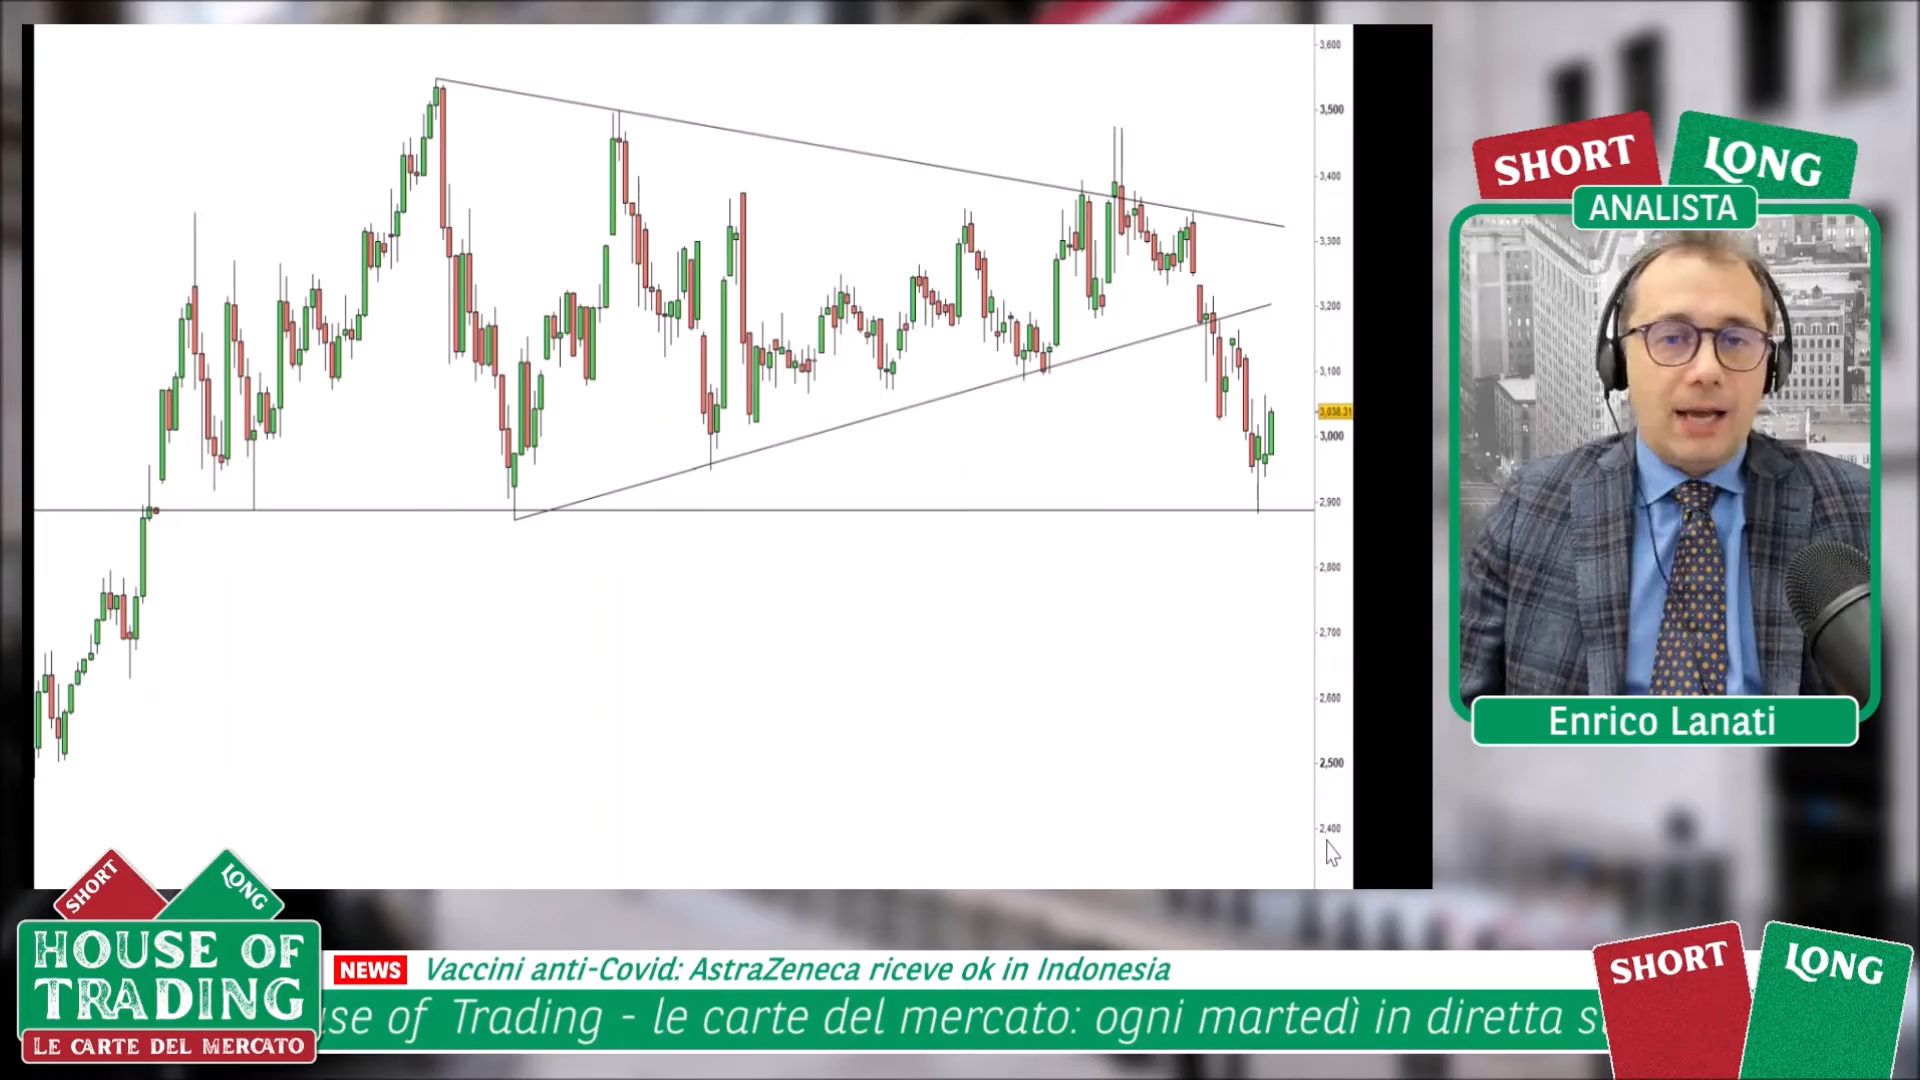 3,600
3,500
3,400
3,300
3,200
3,100
3,038.31
3,000
2,900
2,800
2,700
2,600
2,500
2,400
SHORT
LONG
ANALISTA
Enrico Lanati
SHORT
LONG
HOUSE OF
TRADING
LE CARTE DEL MERCATO
NEWS Vaccini anti-Covid: AstraZeneca riceve ok in Indonesia
se of Trading - le carte del mercato: ogni martedì in diretta s
SHORT
LONG